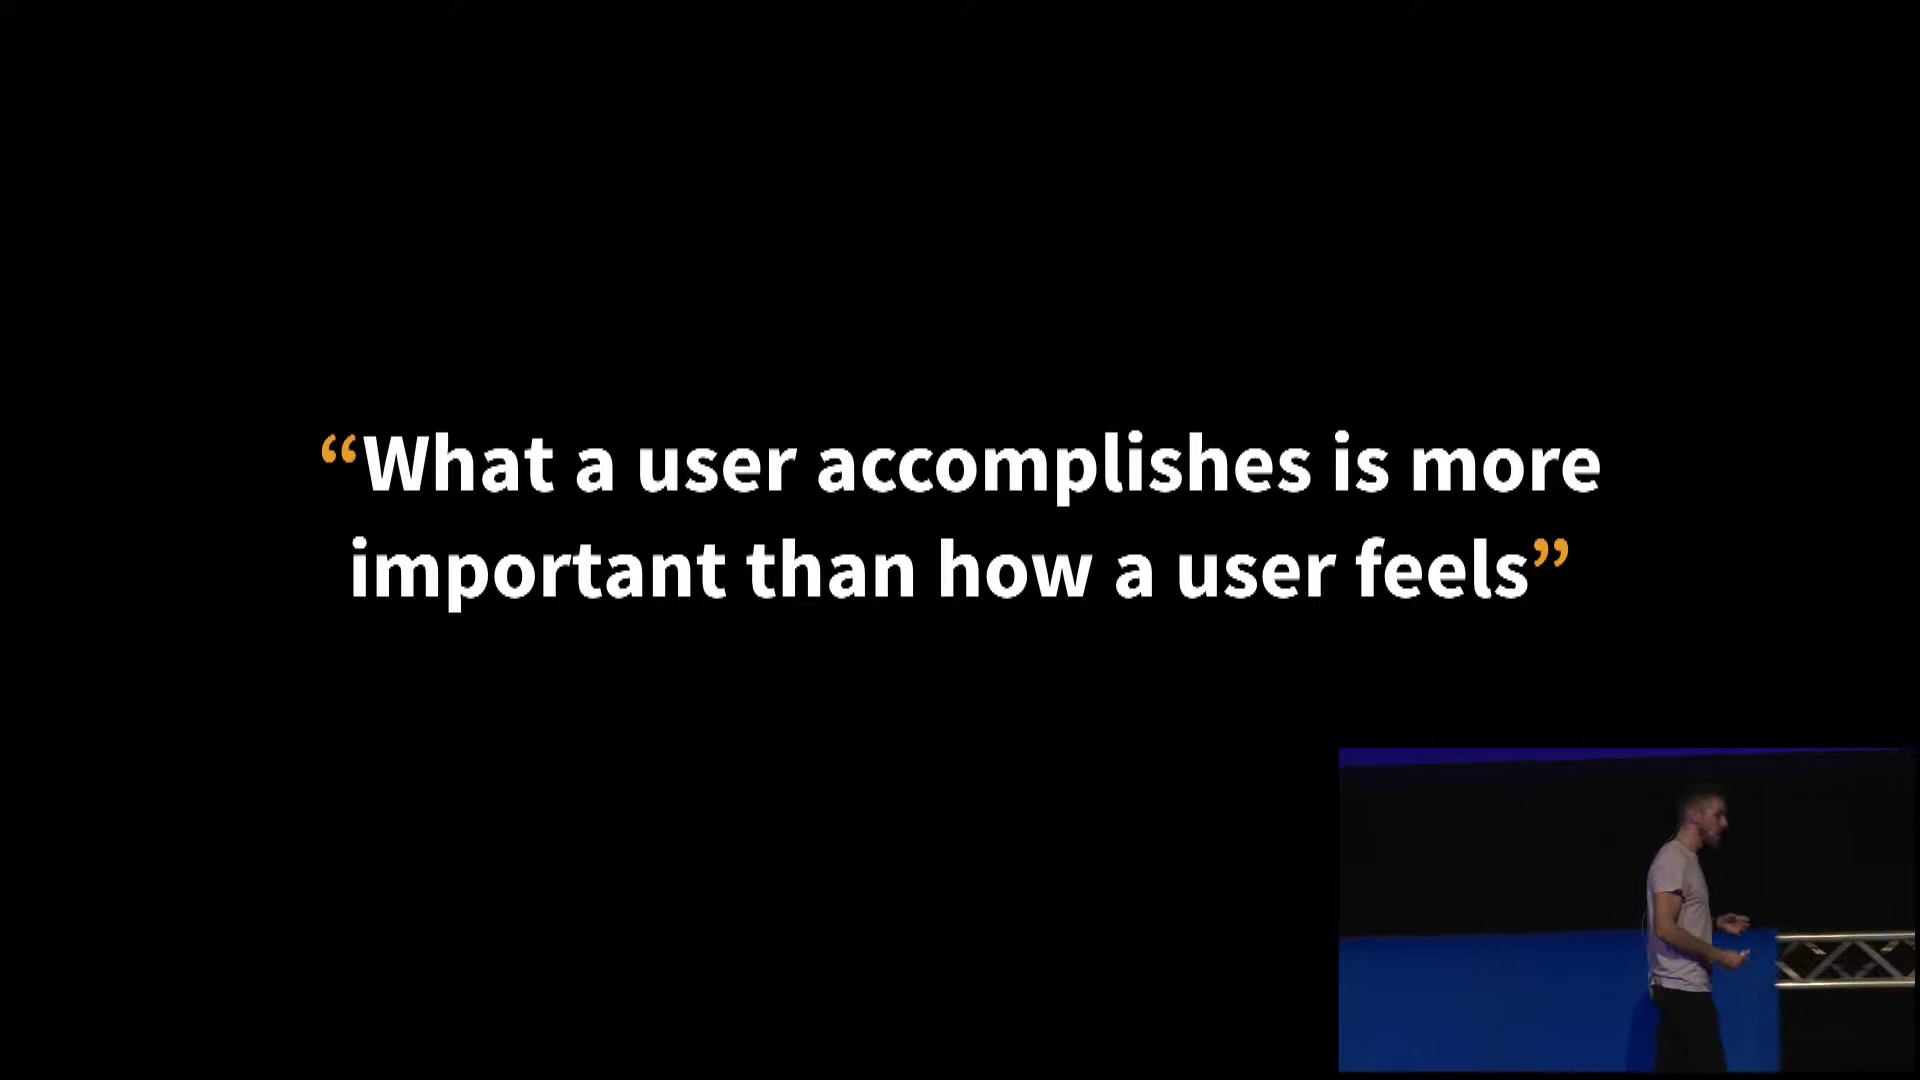 “What a user accomplishes is more
important than how a user feels”